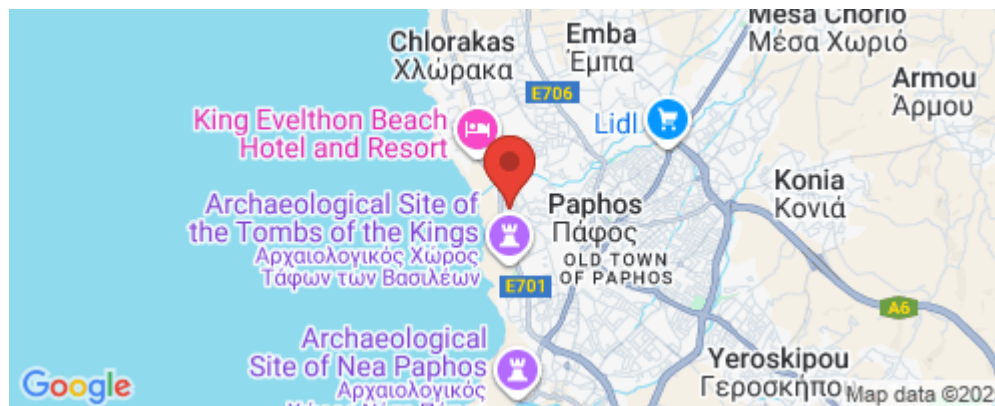 Mesa Chorio
Μέσα Χωριό
Chlorakas
Χλώρακα
Emba
Έμπα
Armou
Άρμου
E706
King Evelthon Beach
Hotel and Resort
Lidl
Konia
Κονιά
Archaeological Site of
the Tombs of the Kings
Αρχαιολογικός Χώρος
Τάφων των Βασιλέων
Paphos
Πάφος
OLD TOWN
OF PAPHOS
E701
A6
Archaeological
Site of Nea Paphos
Αρχαιολογικός
Yeroskipou
Γεροσκήπου
Google
Map data ©202